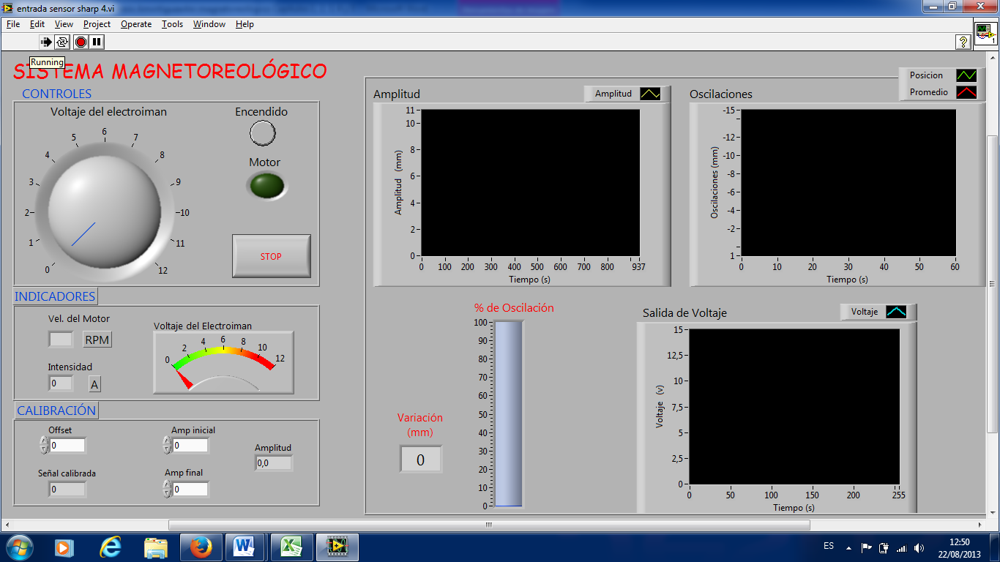 entrada sensor sharp 4.vi
File Edit View Project Operate Tools Window Help
?
1
Running
SISTEMA MAGNETOREOLÓGICO
CONTROLES
Voltaje del electroiman
0 1 2 3 4 5 6 7 8 9 10 11 12
Encendido
Motor
STOP
INDICADORES
Vel. del Motor
RPM
Intensidad
0 A
Voltaje del Electroiman
0 2 4 6 8 10 12
CALIBRACIÓN
Offset
0
Amp inicial
0
Amplitud
0,0
Señal calibrada
0
Amp final
0
Amplitud
Amplitud
Amplitud (mm)
11
10
8
6
4
2
0
0 100 200 300 400 500 600 700 800 937
Tiempo (s)
Oscilaciones
Posicion
Promedio
Oscilaciones (mm)
-15
-12
-10
-8
-6
-4
-2
1
0 10 20 30 40 50 60
Tiempo (s)
% de Oscilación
100
90
80
70
60
50
40
30
20
10
0
Variación
(mm)
0
Salida de Voltaje
Voltaje
Voltaje (v)
15
12,5
10
7,5
5
2,5
0
0 50 100 150 200 255
Tiempo (s)
ES
12:50
22/08/2013